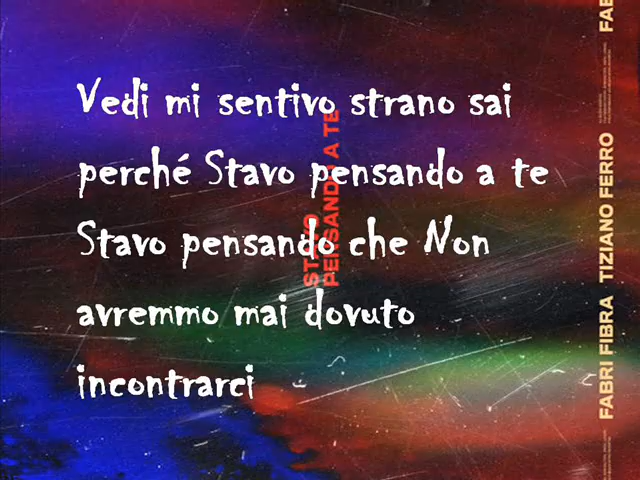 Vedi mi sentivo strano sai
perché Stavo pensando a te
Stavo pensando che Non
avremmo mai dovuto
incontrarci
STAVO
PENSANDO A TE
FABRI FIBRA TIZIANO FERRO